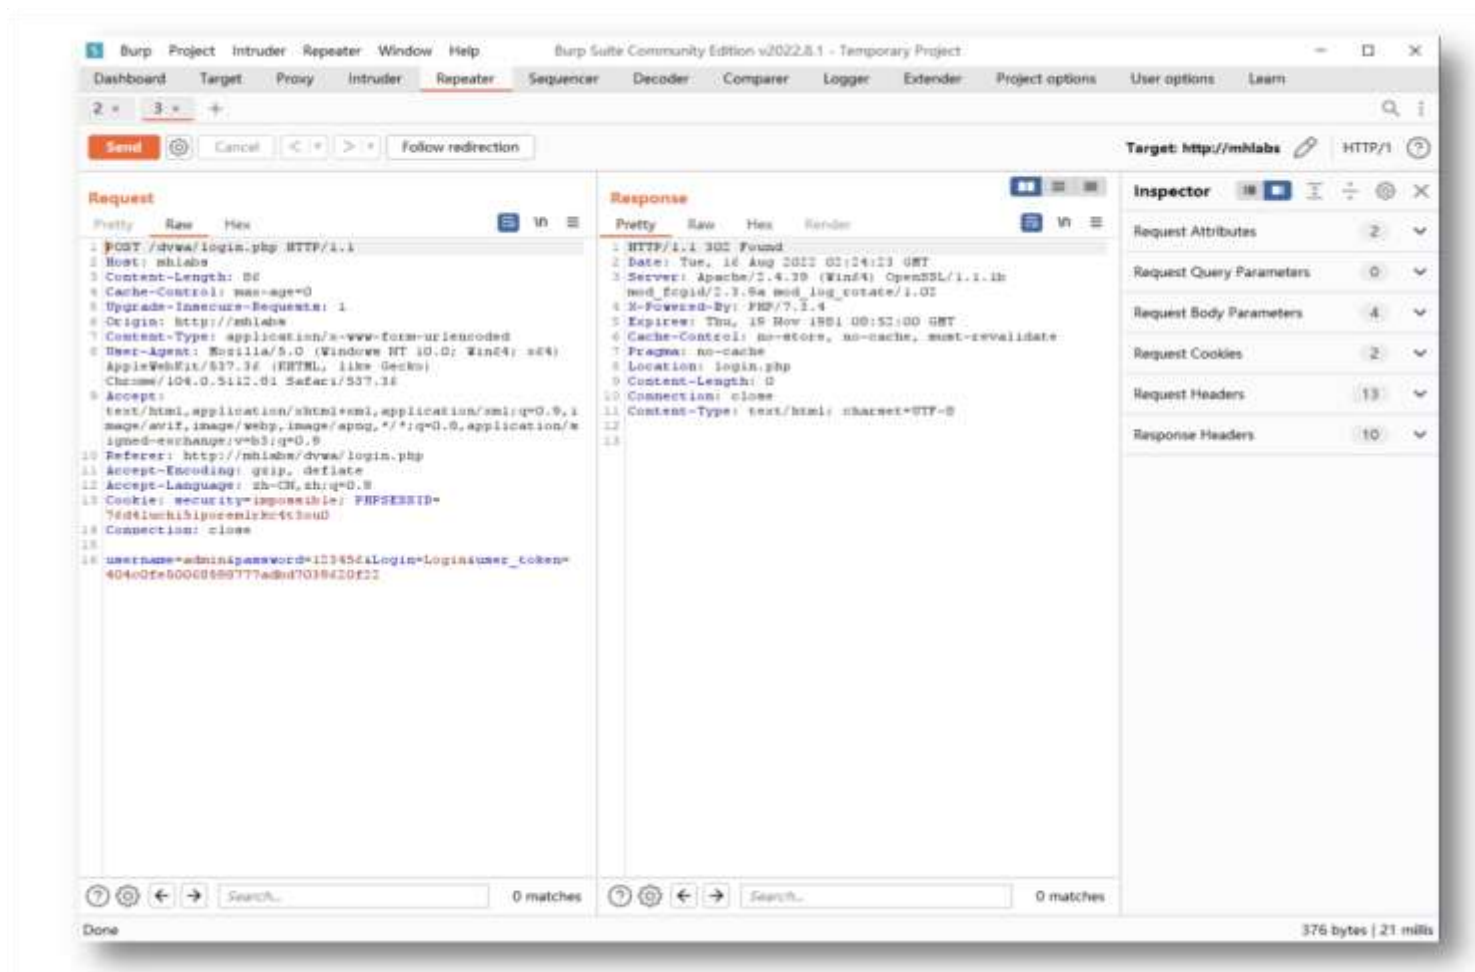 Burp Project Intruder Repeater Window Help Burp Suite Community Edition v2022.8.1 - Temporary Project
Dashboard Target Proxy Intruder Repeater Sequencer Decoder Comparer Logger Extender Project options User options Learn
2 × 3 × +
Send Cancel < > Follow redirection Target: http://mhlabs HTTP/1
Request
Pretty Raw Hex
1 POST /dvwa/login.php HTTP/1.1
2 Host: mhlabs
3 Content-Length: 86
4 Cache-Control: max-age=0
5 Upgrade-Insecure-Requests: 1
6 Origin: http://mhlabs
7 Content-Type: application/x-www-form-urlencoded
8 User-Agent: Mozilla/5.0 (Windows NT 10.0; Win64; x64)
AppleWebKit/537.36 (KHTML, like Gecko)
Chrome/104.0.5112.81 Safari/537.36
9 Accept:
text/html,application/xhtml+xml,application/xml;q=0.9,i
mage/avif,image/webp,image/apng,*/*;q=0.8,application/s
igned-exchange;v=b3;q=0.9
10 Referer: http://mhlabs/dvwa/login.php
11 Accept-Encoding: gzip, deflate
12 Accept-Language: zh-CN,zh;q=0.9
13 Cookie: security=impossible; PHPSESSID=
14 Connection: close
15
16 username=admin&password=123456&Login=Login&user_token=
Search...
0 matches
Response
Pretty Raw Hex Render
1 HTTP/1.1 302 Found
2 Date: Tue, 16 Aug 2022 02:24:23 GMT
3 Server: Apache/2.4.39 (Win64) OpenSSL/1.1.1b
mod_fcgid/2.3.9a mod_log_rotate/1.02
4 X-Powered-By: PHP/7.3.4
5 Expires: Thu, 19 Nov 1981 08:52:00 GMT
6 Cache-Control: no-store, no-cache, must-revalidate
7 Pragma: no-cache
8 Location: login.php
9 Content-Length: 0
10 Connection: close
11 Content-Type: text/html; charset=UTF-8
12
13
Search...
0 matches
Inspector
Request Attributes 2
Request Query Parameters 0
Request Body Parameters 4
Request Cookies 2
Request Headers 13
Response Headers 10
Done
376 bytes | 21 millis